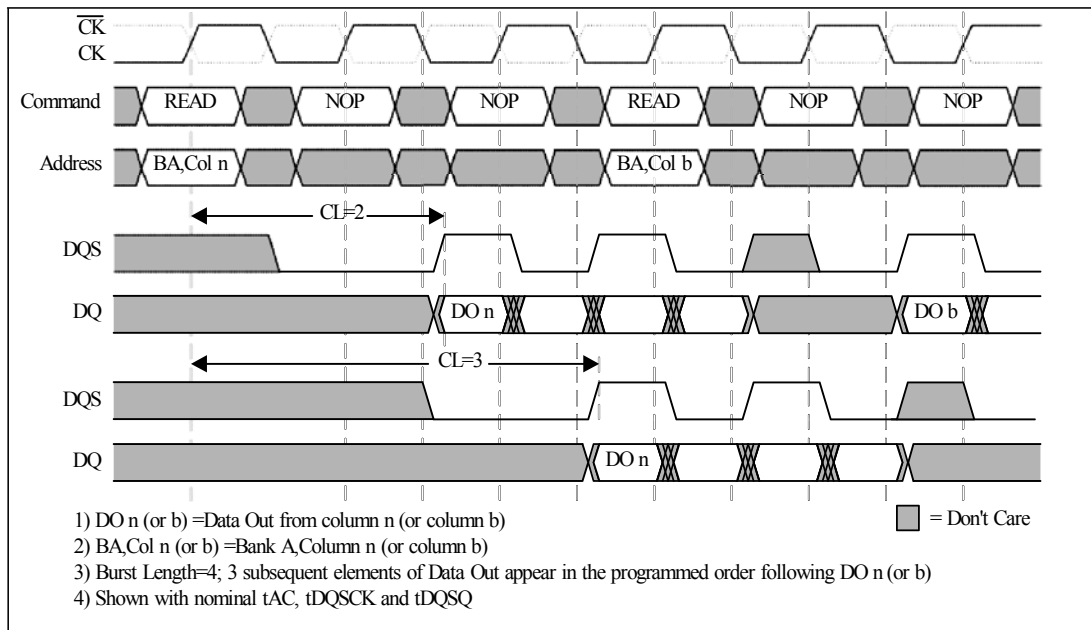 CK
CK
Command READ NOP NOP READ NOP NOP
Address BA,Col n BA,Col b
CL=2
DQS
DQ DO n DO b
CL=3
DQS
DQ DO n
1) DO n (or b) =Data Out from column n (or column b)
= Don't Care
2) BA,Col n (or b) =Bank A,Column n (or column b)
3) Burst Length=4; 3 subsequent elements of Data Out appear in the programmed order following DO n (or b)
4) Shown with nominal tAC, tDQSCK and tDQSQ